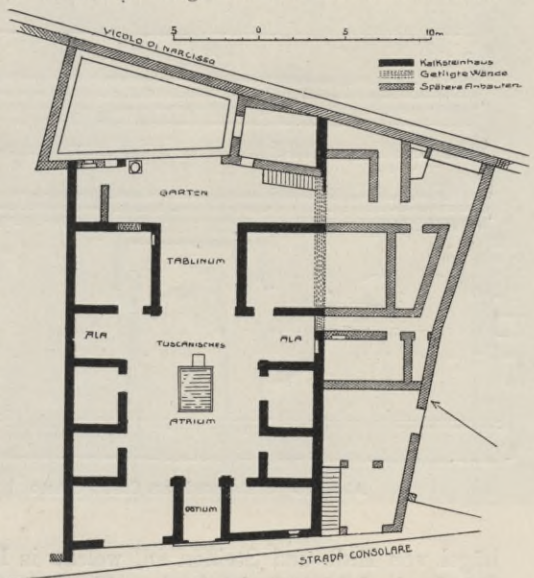 5 0 5 10m
VICOLO DI NARCISSO
Kalksteinhaus
Getilgte Wände
Spätere Anbauten
GARTEN
TABLINUM
ALA
TUSCANISCHES
ALA
ATRIUM
OSTIUM
STRADA CONSOLARE